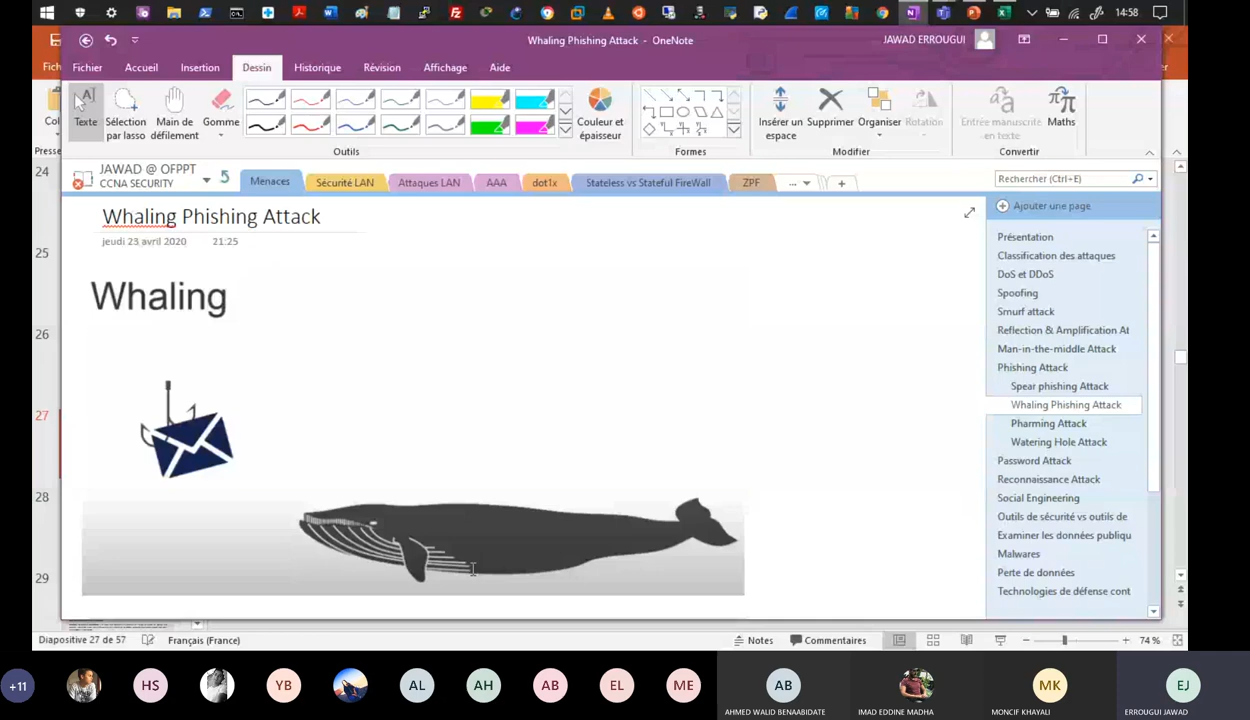 14:58
Whaling Phishing Attack - OneNote
JAWAD ERROUGUI
Fichier
Accueil
Insertion
Dessin
Historique
Révision
Affichage
Aide
Texte
Sélection par lasso
Main de défilement
Gomme
Couleur et épaisseur
Insérer un espace
Supprimer
Organiser
Rotation
Entrée manuscrite en texte
Maths
Outils
Formes
Modifier
Convertir
JAWAD @ OFPPT
CCNA SECURITY
Menaces
Sécurité LAN
Attaques LAN
AAA
dot1x
Stateless vs Stateful FireWall
ZPF
...
Rechercher (Ctrl+E)
Whaling Phishing Attack
jeudi 23 avril 2020 21:25
Whaling
Ajouter une page
Présentation
Classification des attaques
DoS et DDoS
Spoofing
Smurf attack
Reflection & Amplification At
Man-in-the-middle Attack
Phishing Attack
Spear phishing Attack
Whaling Phishing Attack
Pharming Attack
Watering Hole Attack
Password Attack
Reconnaissance Attack
Social Engineering
Outils de sécurité vs outils de
Examiner les données publiqu
Malwares
Perte de données
Technologies de défense cont
24
25
26
27
28
29
Fich
Col
Presse
Diapositive 27 de 57
Français (France)
Notes
Commentaires
74 %
+11
HS
YB
AL
AH
AB
EL
ME
AB
AHMED WALID BENAABIDATE
IMAD EDDINE MADHA
MK
MONCIF KHAYALI
EJ
ERROUGUI JAWAD